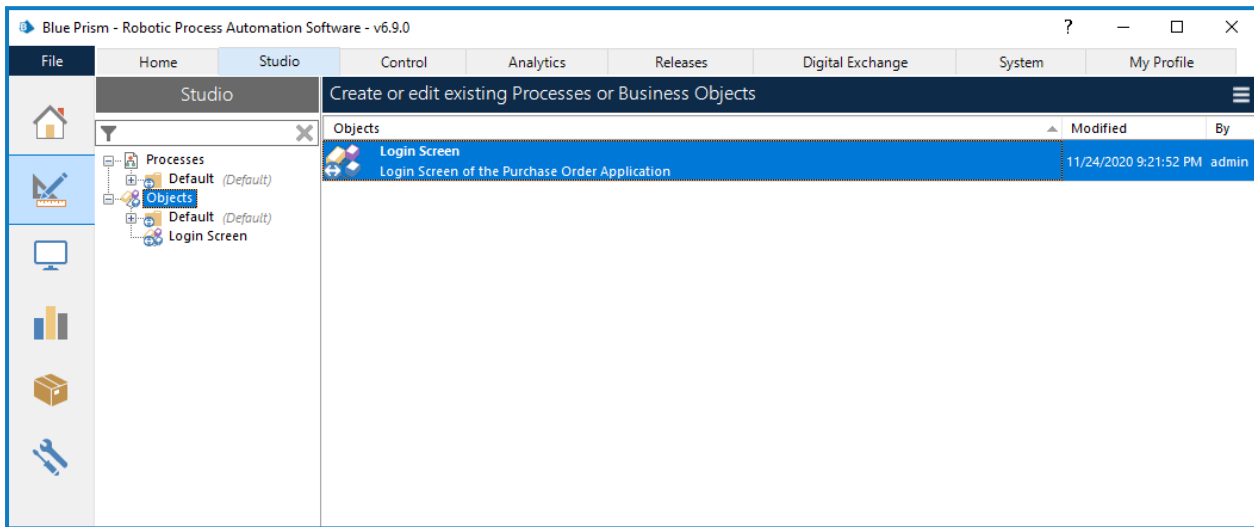 Blue Prism - Robotic Process Automation Software - v6.9.0 ?
File Home Studio Control Analytics Releases Digital Exchange System My Profile
Studio
Create or edit existing Processes or Business Objects
Objects Modified By
Processes
Default (Default)
Objects
Default (Default)
Login Screen
Login Screen
Login Screen of the Purchase Order Application
11/24/2020 9:21:52 PM admin